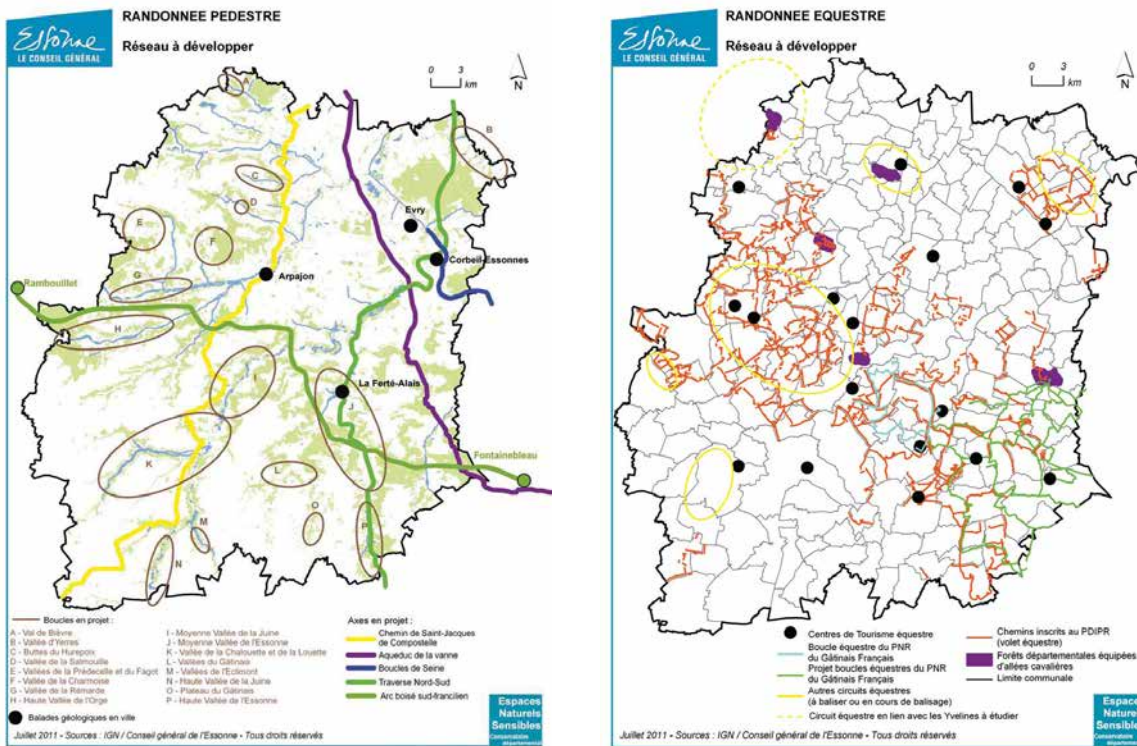 Essonne
LE CONSEIL GÉNÉRAL
RANDONNEE PEDESTRE
Réseau à développer
0 3
km
N
A
B
C
D
E
F
Evry
Corbeil-Essonnes
Arpajon
G
Rambouillet
H
I
La Ferté-Alais
J
K
Fontainebleau
L
M
O
P
N
Boucles en projet :
A - Val de Bièvre
B - Vallée d'Yerres
C - Buttes du Hurepoix
D - Vallée de la Salmouille
E - Vallées de la Prédecelle et du Fagot
F - Vallée de la Charmoise
G - Vallée de la Rémarde
H - Haute Vallée de l'Orge
I - Moyenne Vallée de la Juine
J - Moyenne Vallée de l'Essonne
K - Vallée de la Chalouette et de la Louette
L - Vallées du Gâtinais
M - Vallées de l'Eclimont
N - Haute Vallée de la Juine
O - Plateau du Gâtinais
P - Haute Vallée de l'Essonne
Balades géologiques en ville
Axes en projet :
Chemin de Saint-Jacques
de Compostelle
Aqueduc de la vanne
Boucles de Seine
Traverse Nord-Sud
Arc boisé sud-francilien
Juillet 2011 - Sources : IGN / Conseil général de l'Essonne - Tous droits réservés
Espaces
Naturels
Sensibles
Conservatoire
départemental
Essonne
LE CONSEIL GÉNÉRAL
RANDONNEE EQUESTRE
Réseau à développer
0 3
km
N
Centres de Tourisme équestre
Boucle équestre du PNR
du Gâtinais Français
Projet boucles équestres du PNR
du Gâtinais Français
Autres circuits équestres
(à baliser ou en cours de balisage)
Circuit équestre en lien avec les Yvelines à étudier
Chemins inscrits au PDIPR
(volet équestre)
Forêts départementales équipées
d'allées cavalières
Limite communale
Juillet 2011 - Sources : IGN / Conseil général de l'Essonne - Tous droits réservés
Espaces
Naturels
Sensibles
Conservatoire
départemental